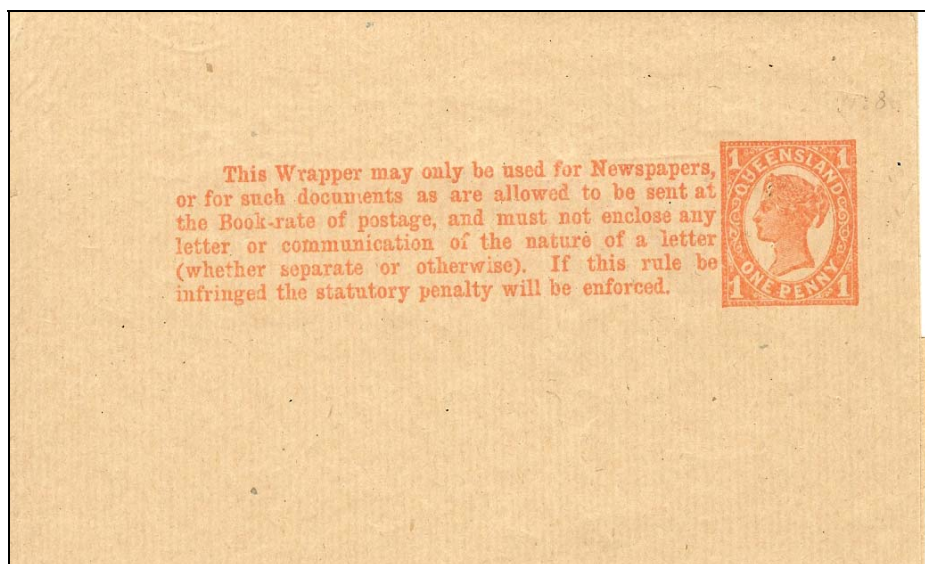 This Wrapper may only be used for Newspapers,
or for such documents as are allowed to be sent at
the Book-rate of postage, and must not enclose any
letter or communication of the nature of a letter
(whether separate or otherwise). If this rule be
infringed the statutory penalty will be enforced.
1 QUEENSLAND 1
1 ONE PENNY 1